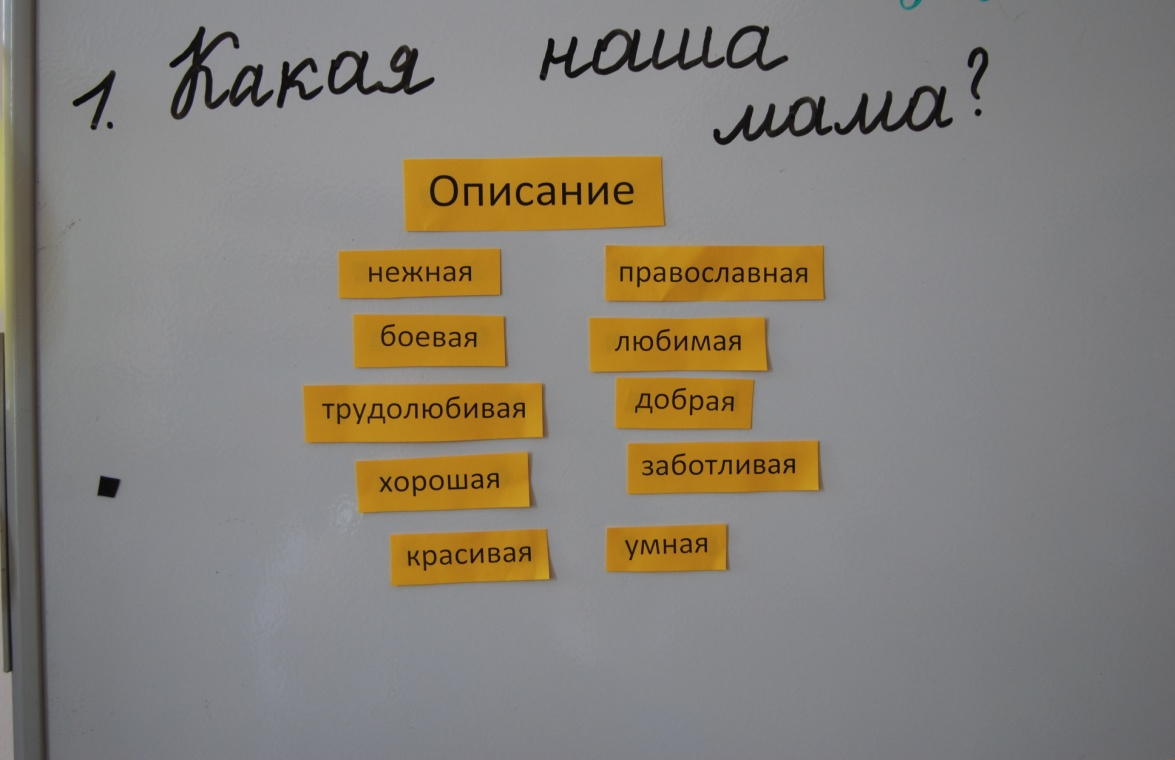 1. Какая наша
мама?
Описание
нежная
боевая
трудолюбивая
хорошая
красивая
православная
любимая
добрая
заботливая
умная